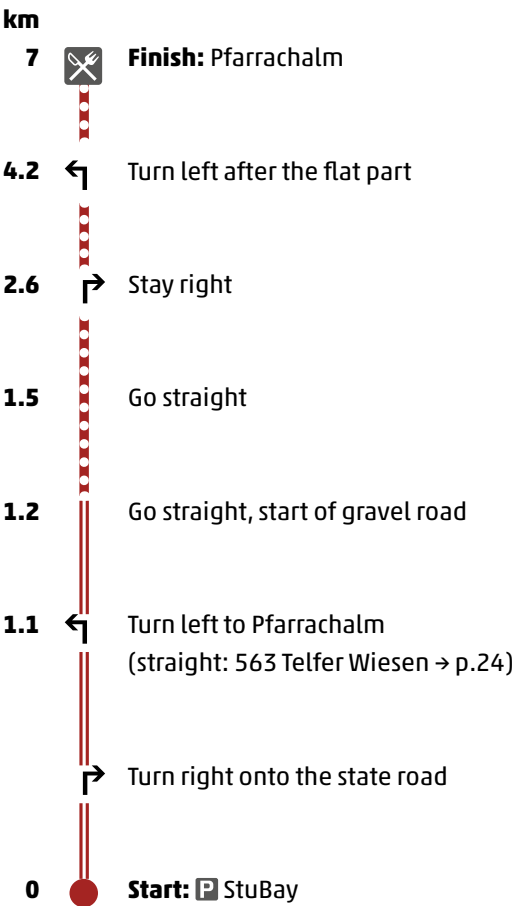 km
7 Finish: Pfarrachalm
4.2 Turn left after the flat part
2.6 Stay right
1.5 Go straight
1.2 Go straight, start of gravel road
1.1 Turn left to Pfarrachalm
(straight: 563 Telfer Wiesen → p.24)
Turn right onto the state road
0 Start: P StuBay